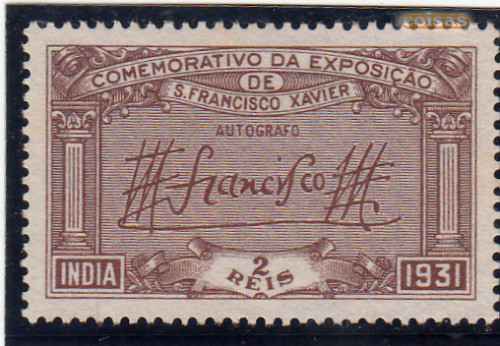 coisas
COMEMORATIVO DA EXPOSIÇÃO
DE
S. FRANCISCO XAVIER
AUTOGRAFO
Francisco
INDIA
2
REIS
1931